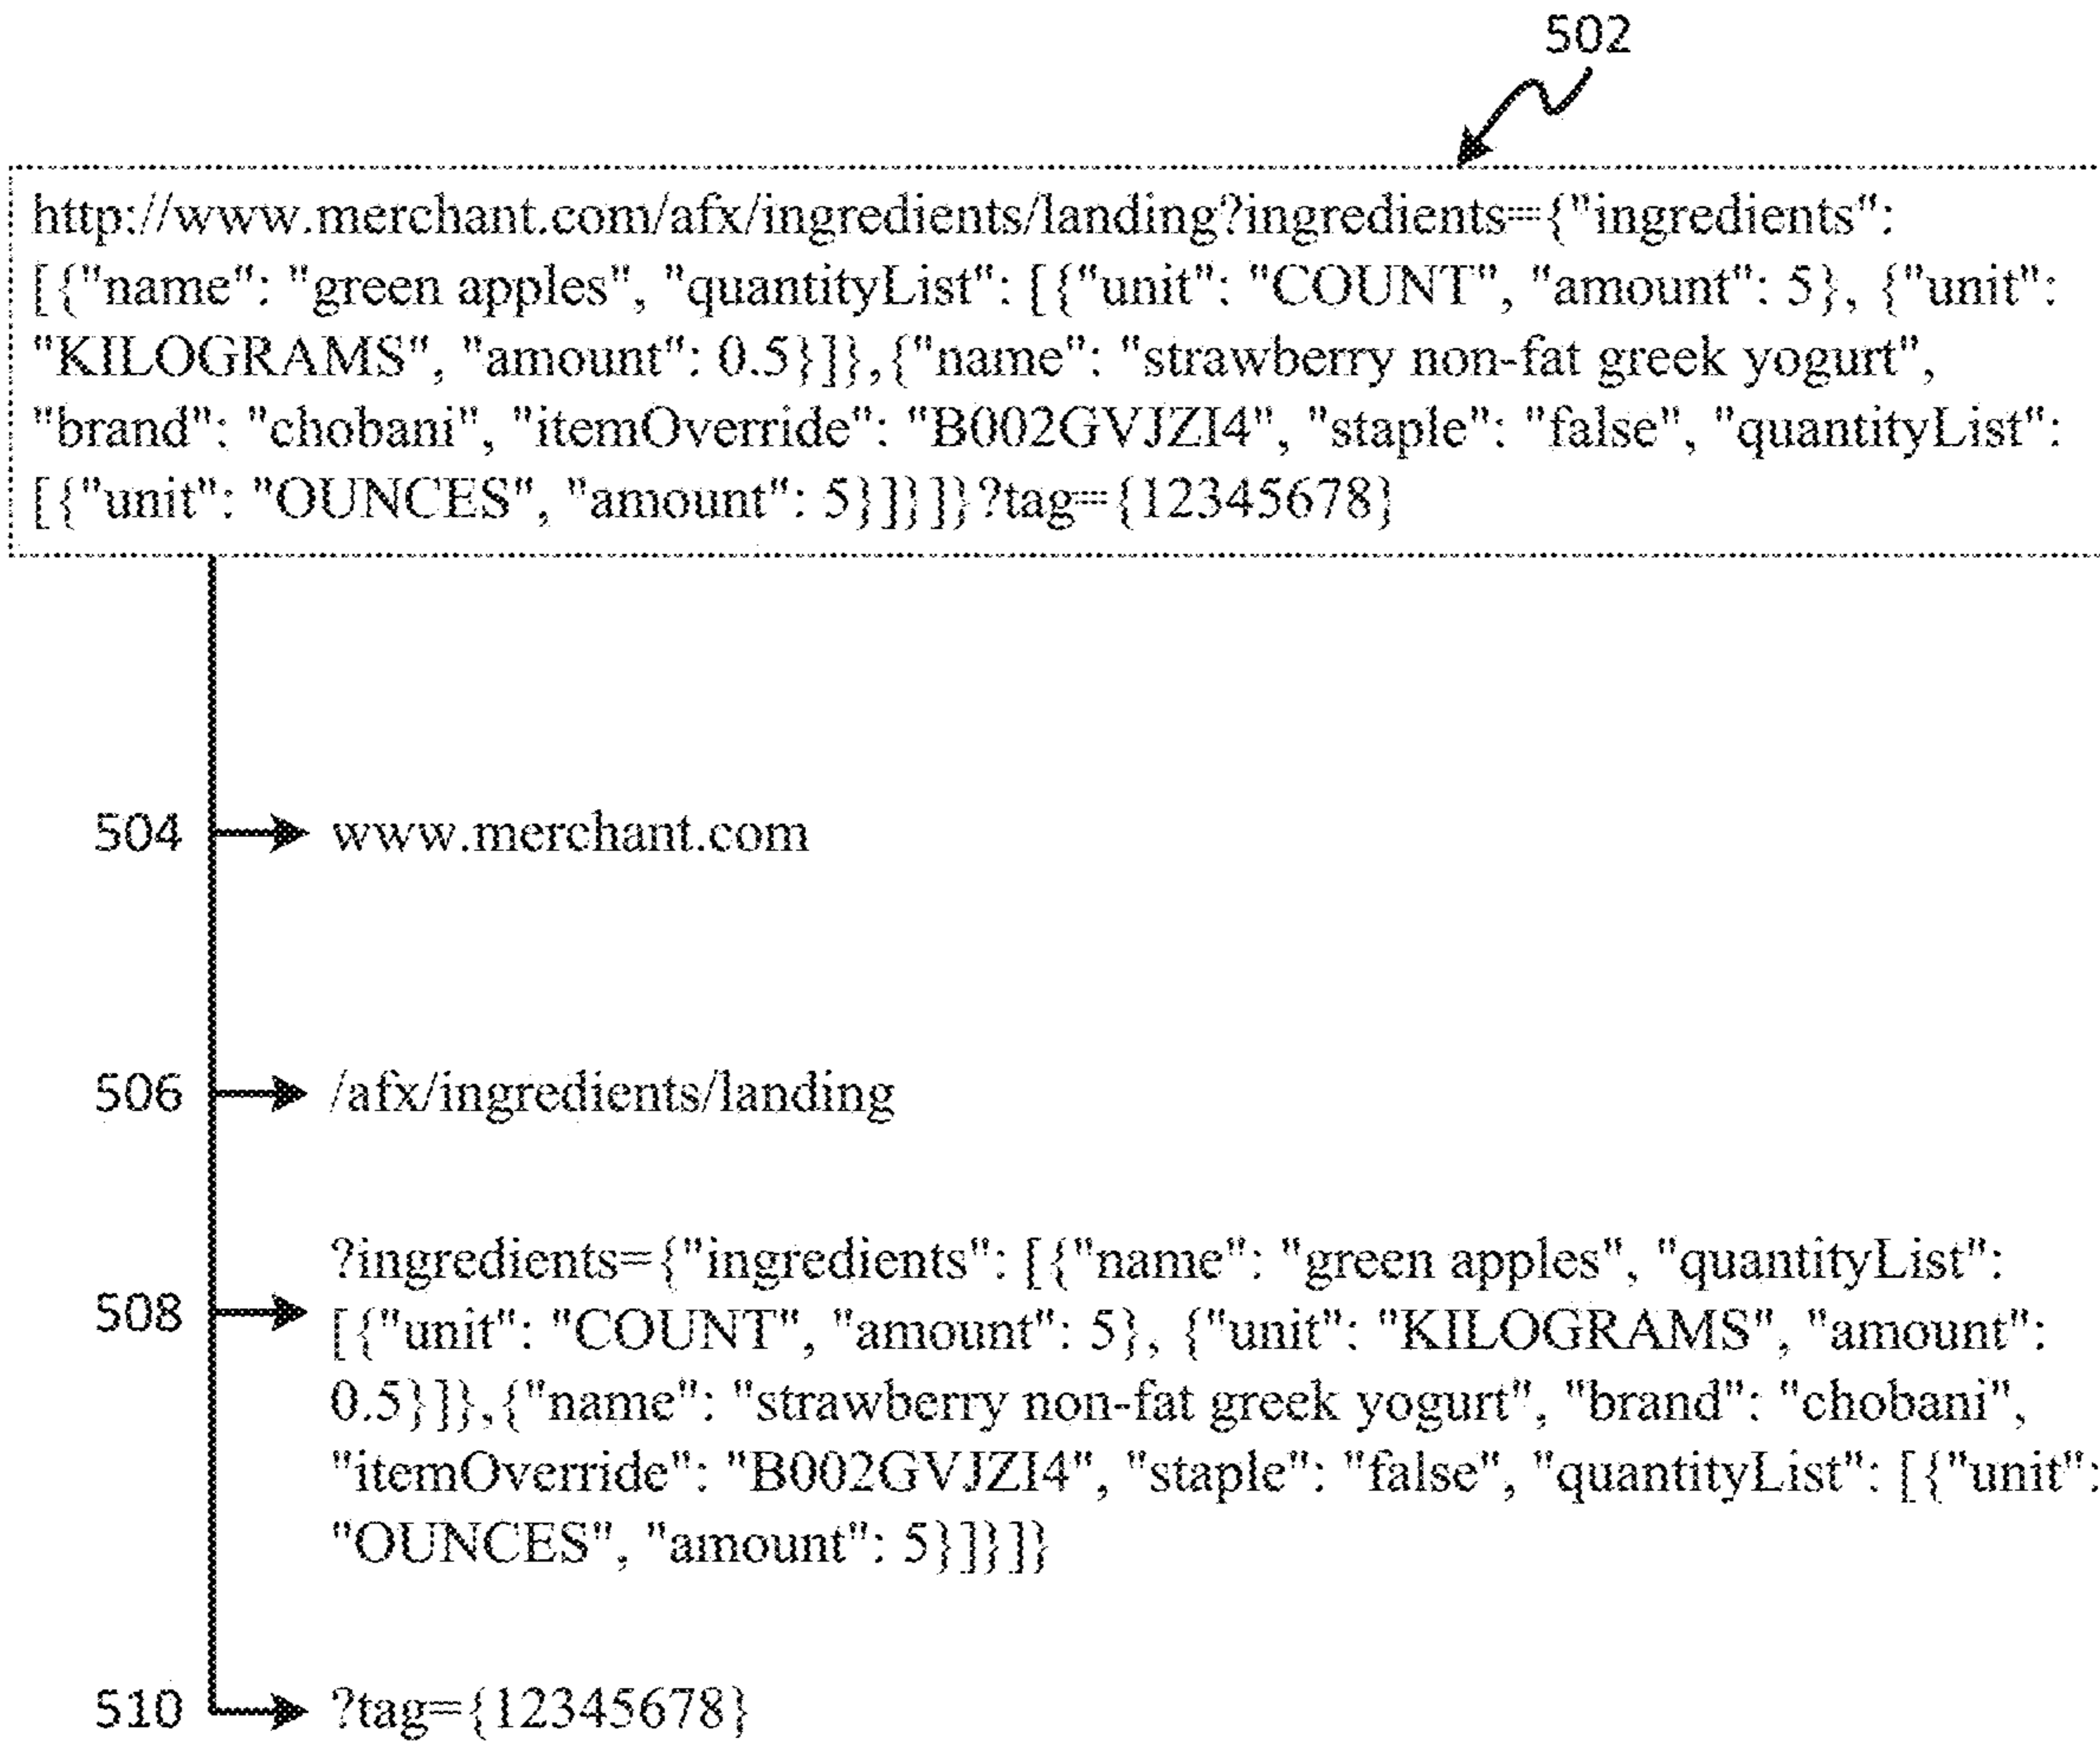 502
http://www.merchant.com/afx/ingredients/landing?ingredients={"ingredients":
[{"name": "green apples", "quantityList": [{"unit": "COUNT", "amount": 5}, {"unit":
"KILOGRAMS", "amount": 0.5}]},{"name": "strawberry non-fat greek yogurt",
"brand": "chobani", "itemOverride": "B002GVJZI4", "staple": "false", "quantityList":
[{"unit": "OUNCES", "amount": 5}]}]}?tag={12345678}
504 www.merchant.com
506 /afx/ingredients/landing
508
?ingredients={"ingredients": [{"name": "green apples", "quantityList":
[{"unit": "COUNT", "amount": 5}, {"unit": "KILOGRAMS", "amount":
0.5}]},{"name": "strawberry non-fat greek yogurt", "brand": "chobani",
"itemOverride": "B002GVJZI4", "staple": "false", "quantityList": [{"unit":
"OUNCES", "amount": 5}]}]}
510 ?tag={12345678}